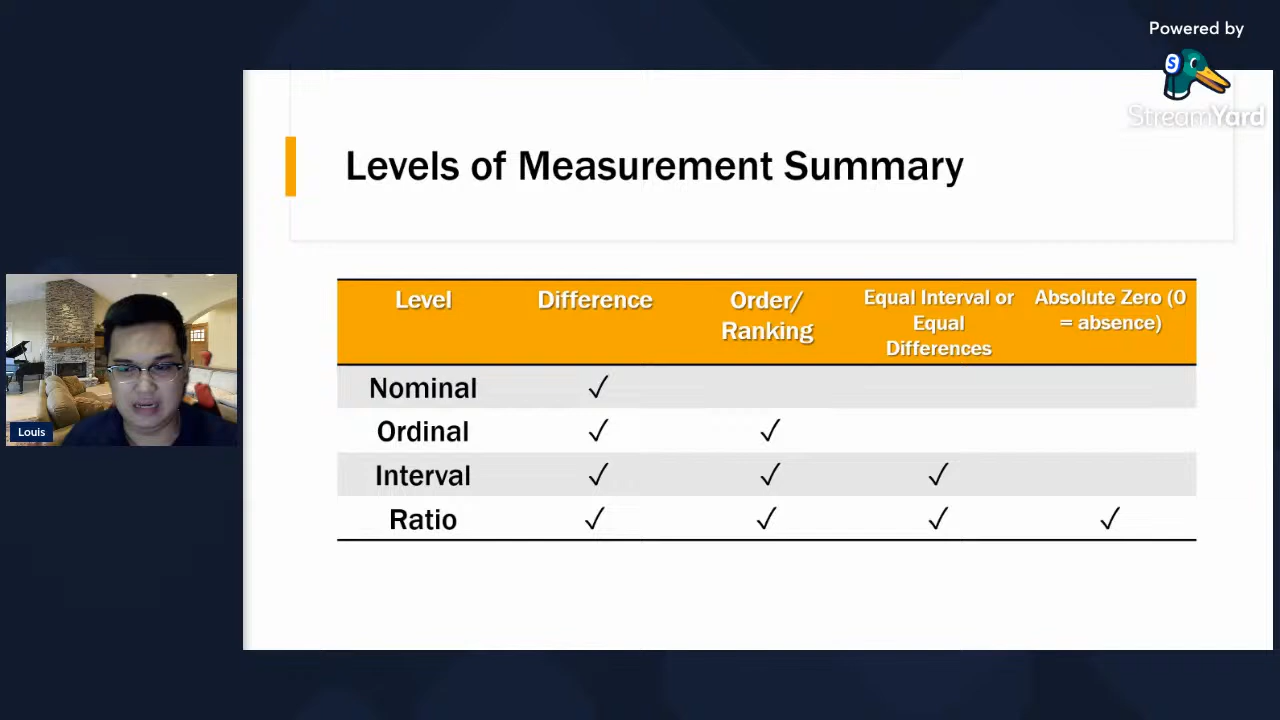 Powered by
S
StreamYard
Levels of Measurement Summary
Level
Difference
Order/
Ranking
Equal Interval or
Equal
Differences
Absolute Zero (0
= absence)
Nominal ✓
Ordinal ✓ ✓
Interval ✓ ✓ ✓
Ratio ✓ ✓ ✓ ✓
Louis